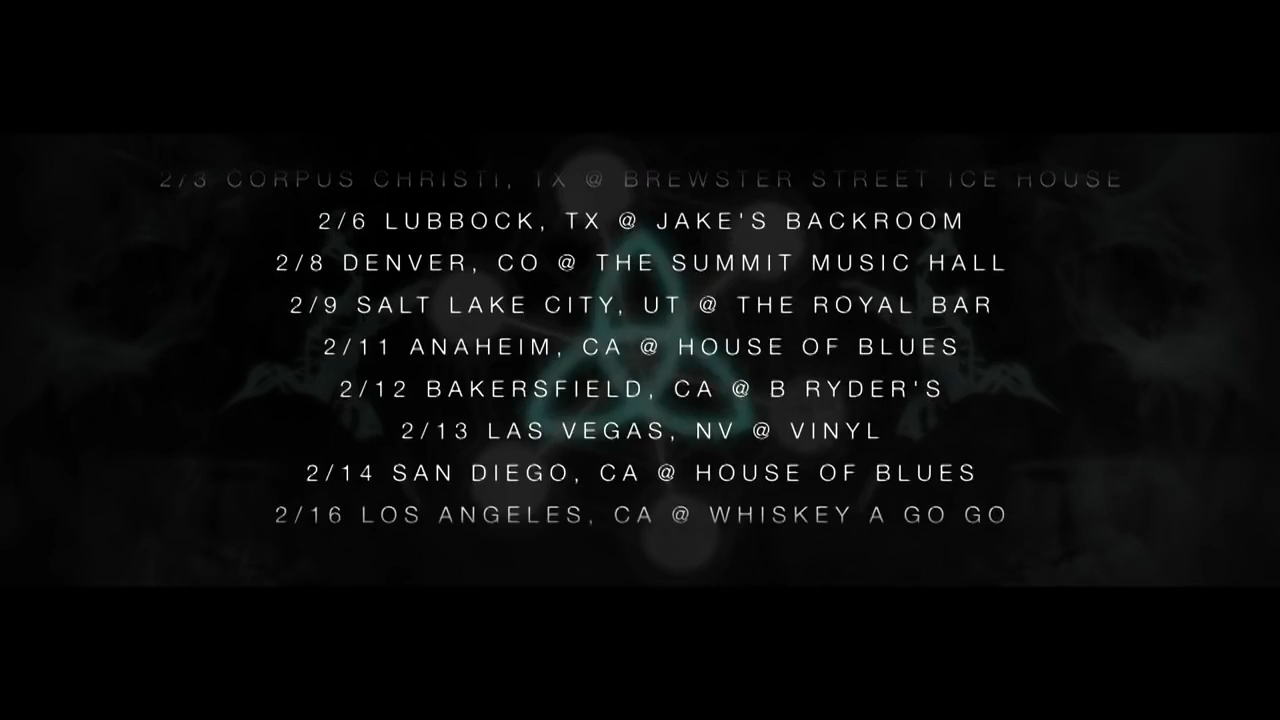 2/3 CORPUS CHRISTI, TX @ BREWSTER STREET ICE HOUSE
2/6 LUBBOCK, TX @ JAKE'S BACKROOM
2/8 DENVER, CO @ THE SUMMIT MUSIC HALL
2/9 SALT LAKE CITY, UT @ THE ROYAL BAR
2/11 ANAHEIM, CA @ HOUSE OF BLUES
2/12 BAKERSFIELD, CA @ B RYDER'S
2/13 LAS VEGAS, NV @ VINYL
2/14 SAN DIEGO, CA @ HOUSE OF BLUES
2/16 LOS ANGELES, CA @ WHISKEY A GO GO